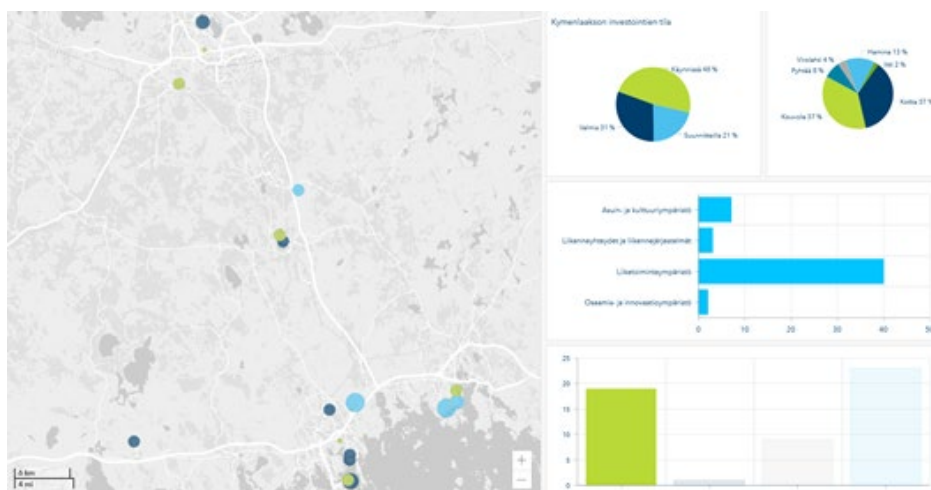 Kymenlaakson investointien tila
Käynnissä 48 %
Valmis 31 %
Suunnitteilla 21 %
Hamina 13 %
Virolahti 4 %
Iitti 2 %
Pyhtää 8 %
Kotka 37 %
Kouvola 37 %
Asuin- ja kulttuuriympäristö
Liikenneyhteydet ja liikennejärjestelmät
Liiketoimintaympäristö
Osaamis- ja innovaatioympäristö
0 10 20 30 40 50
25
20
15
10
5
0
6 km
4 mi
+
−